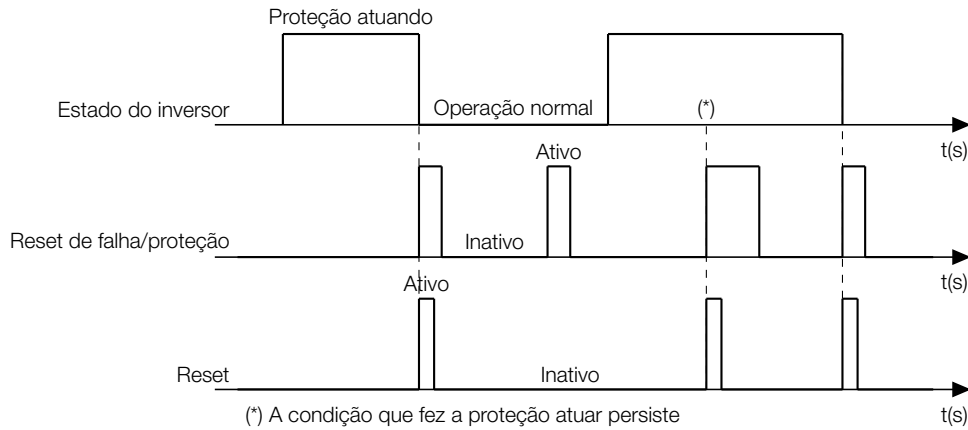 Proteção atuando
Estado do inversor
Operação normal
(*)
t(s)
Ativo
Reset de falha/proteção
Inativo
t(s)
Ativo
Reset
Inativo
t(s)
(*) A condição que fez a proteção atuar persiste